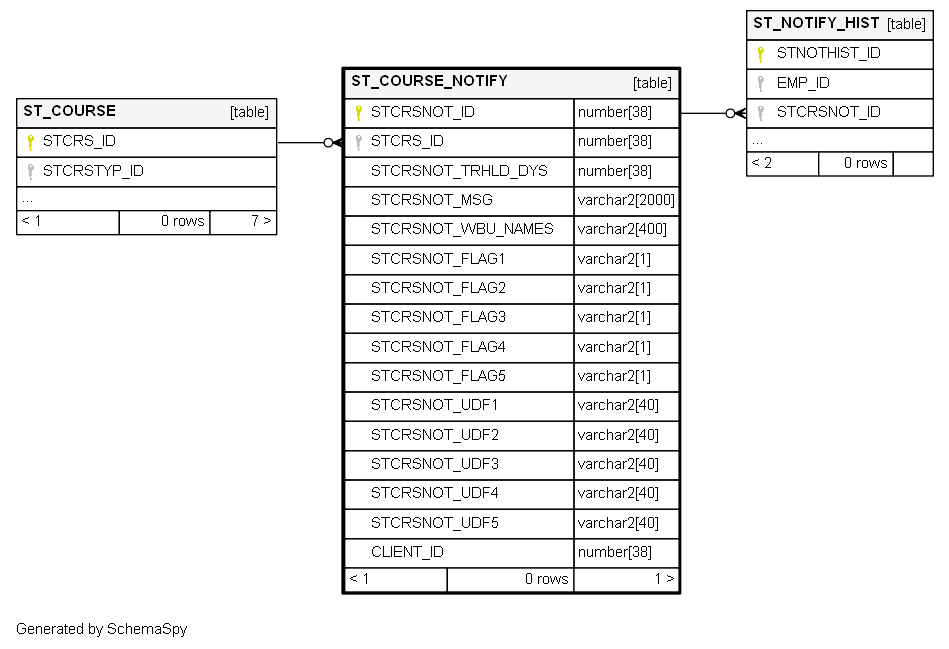 ST_COURSE [table]
STCRS_ID
STCRSTYP_ID
...
< 1 0 rows 7 >
ST_COURSE_NOTIFY [table]
STCRSNOT_ID number[38]
STCRS_ID number[38]
STCRSNOT_TRHLD_DYS number[38]
STCRSNOT_MSG varchar2[2000]
STCRSNOT_WBU_NAMES varchar2[400]
STCRSNOT_FLAG1 varchar2[1]
STCRSNOT_FLAG2 varchar2[1]
STCRSNOT_FLAG3 varchar2[1]
STCRSNOT_FLAG4 varchar2[1]
STCRSNOT_FLAG5 varchar2[1]
STCRSNOT_UDF1 varchar2[40]
STCRSNOT_UDF2 varchar2[40]
STCRSNOT_UDF3 varchar2[40]
STCRSNOT_UDF4 varchar2[40]
STCRSNOT_UDF5 varchar2[40]
CLIENT_ID number[38]
< 1 0 rows 1 >
ST_NOTIFY_HIST [table]
STNOTHIST_ID
EMP_ID
STCRSNOT_ID
...
< 2 0 rows
Generated by SchemaSpy